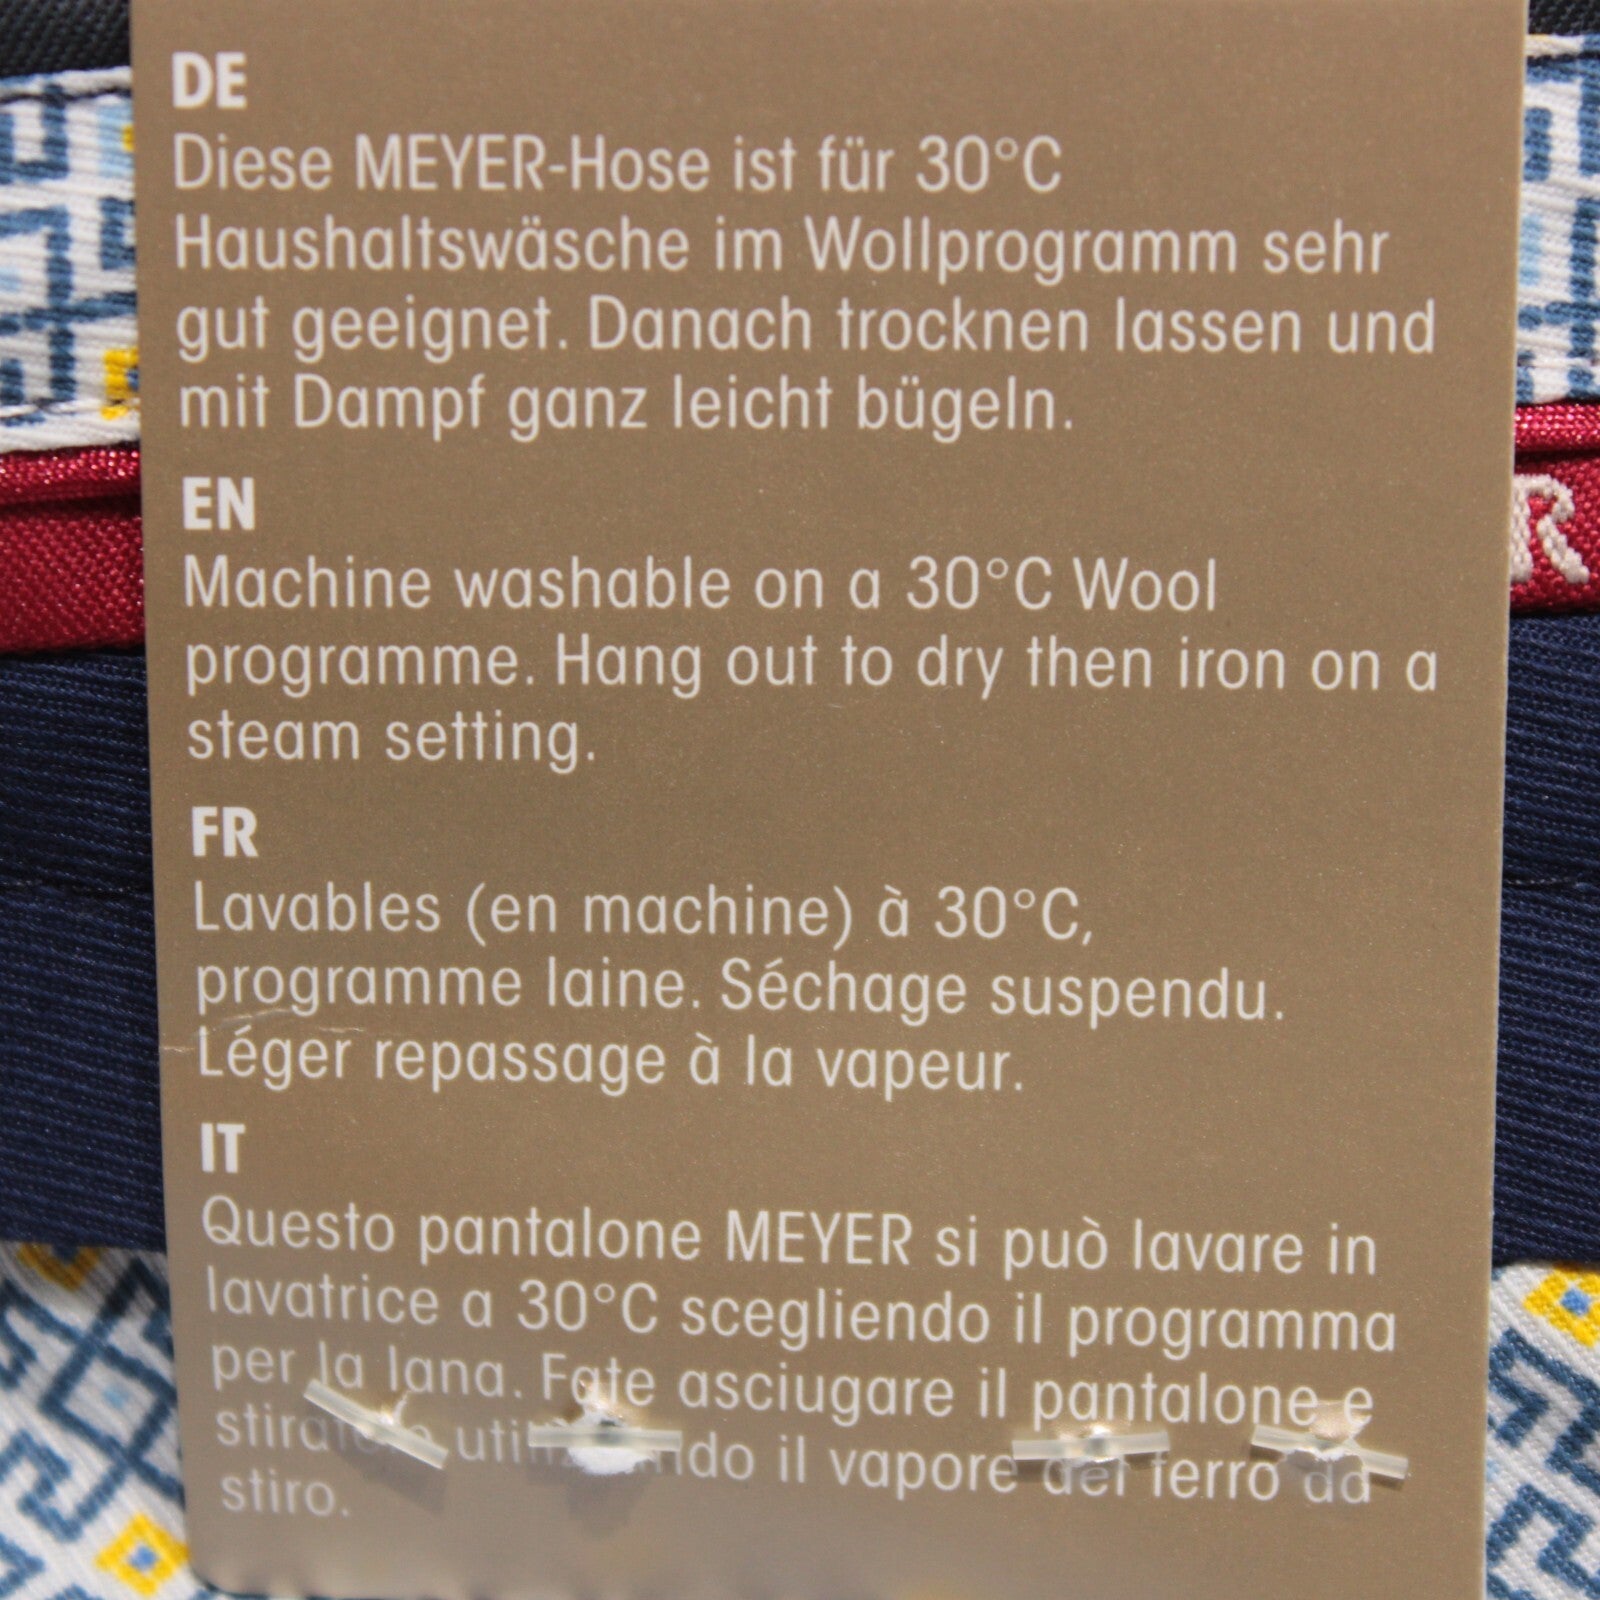 DE
Diese MEYER-Hose ist für 30°C
Haushaltswäsche im Wollprogramm sehr
gut geeignet. Danach trocknen lassen und
mit Dampf ganz leicht bügeln.
EN
Machine washable on a 30°C Wool
programme. Hang out to dry then iron on a
steam setting.
FR
Lavables (en machine) à 30°C,
programme laine. Séchage suspendu.
Léger repassage à la vapeur.
IT
Questo pantalone MEYER si può lavare in
lavatrice a 30°C scegliendo il programma
per la lana. Fate asciugare il pantalone e
il vapore del ferro da
stiro.
R